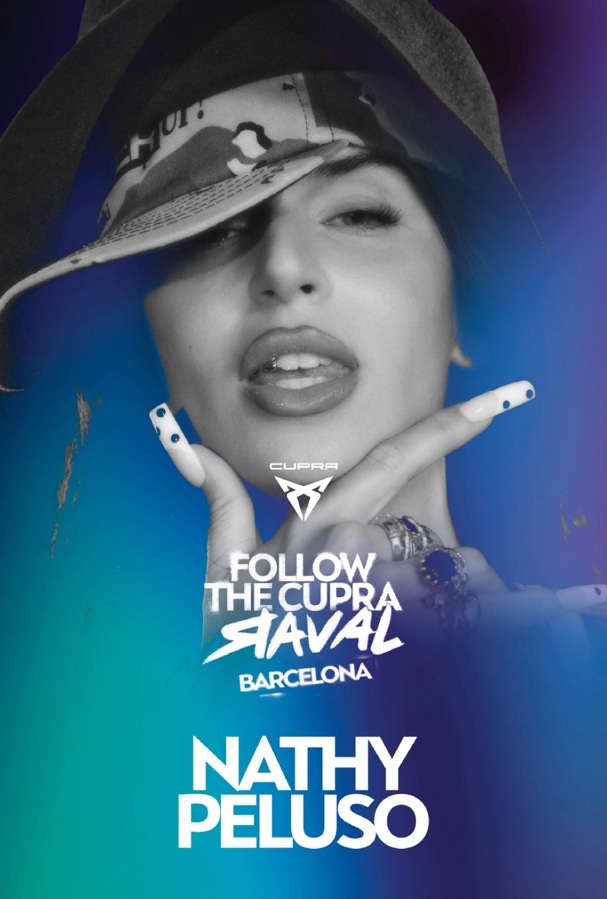 CUPRA
FOLLOW
THE CUPRA
RAVAL
BARCELONA
NATHY
PELUSO